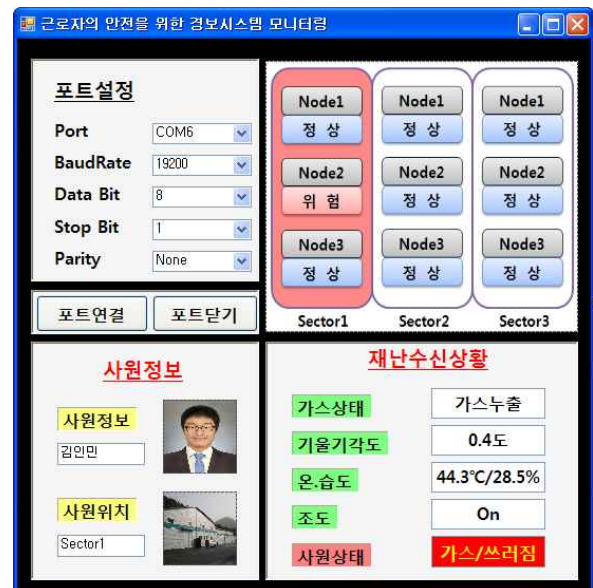 근로자의 안전을 위한 경보시스템 모니터링
포트설정
Port COM6
BaudRate 19200
Data Bit 8
Stop Bit 1
Parity None
포트연결 포트닫기
Node1 Node1 Node1
정 상 정 상 정 상
Node2 Node2 Node2
위 험 정 상 정 상
Node3 Node3 Node3
정 상 정 상 정 상
Sector1 Sector2 Sector3
사원정보
사원정보
김인민
사원위치
Sector1
재난수신상황
가스상태 가스누출
기울기각도 0.4도
온.습도 44.3℃/28.5%
조도 On
사원상태 가스/쓰러짐